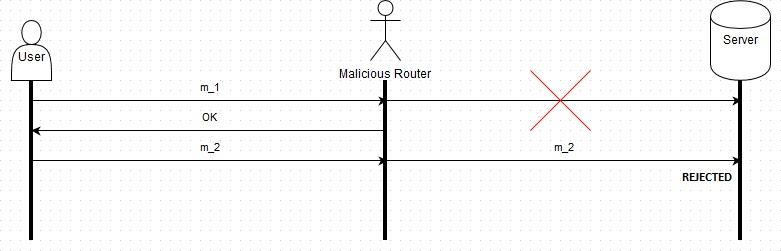 User
Malicious Router
Server
m_1
OK
m_2
m_2
REJECTED